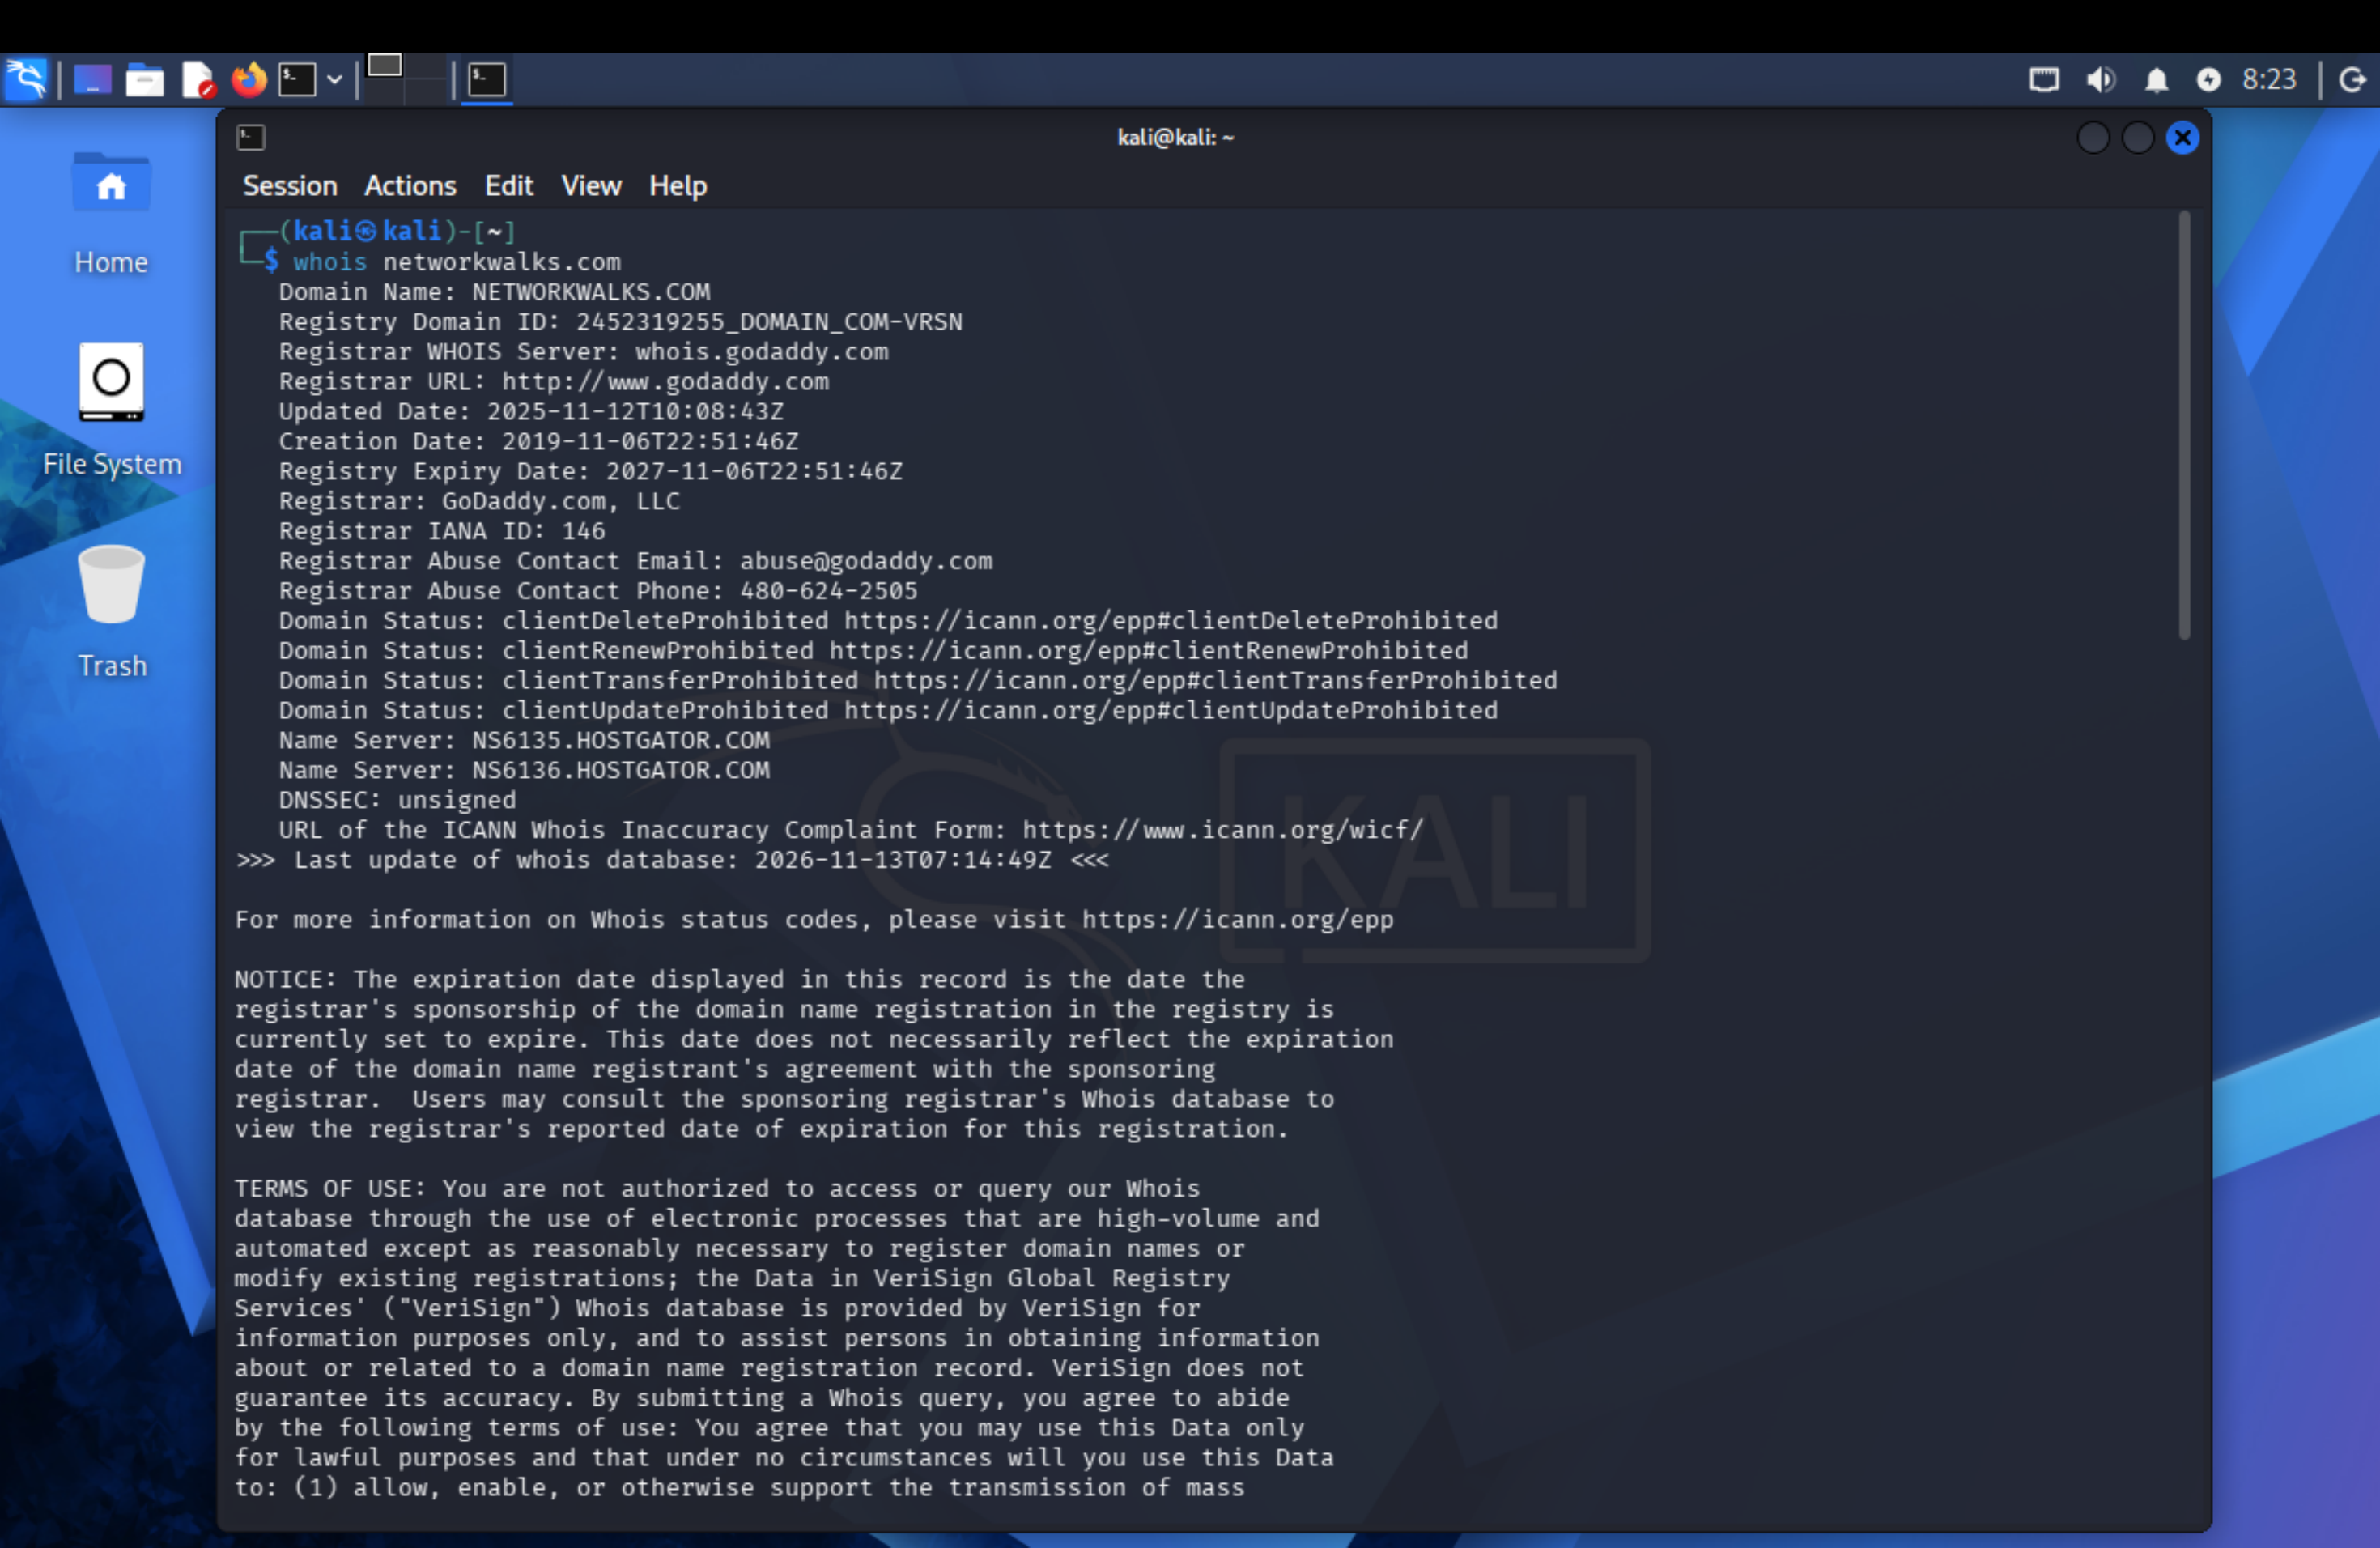 8:23
Home
File System
Trash
kali@kali: ~
Session Actions Edit View Help
┌──(kali㉿kali)-[~]
└─$ whois networkwalks.com
   Domain Name: NETWORKWALKS.COM
   Registry Domain ID: 2452319255_DOMAIN_COM-VRSN
   Registrar WHOIS Server: whois.godaddy.com
   Registrar URL: http://www.godaddy.com
   Updated Date: 2025-11-12T10:08:43Z
   Creation Date: 2019-11-06T22:51:46Z
   Registry Expiry Date: 2027-11-06T22:51:46Z
   Registrar: GoDaddy.com, LLC
   Registrar IANA ID: 146
   Registrar Abuse Contact Email: abuse@godaddy.com
   Registrar Abuse Contact Phone: 480-624-2505
   Domain Status: clientDeleteProhibited https://icann.org/epp#clientDeleteProhibited
   Domain Status: clientRenewProhibited https://icann.org/epp#clientRenewProhibited
   Domain Status: clientTransferProhibited https://icann.org/epp#clientTransferProhibited
   Domain Status: clientUpdateProhibited https://icann.org/epp#clientUpdateProhibited
   Name Server: NS6135.HOSTGATOR.COM
   Name Server: NS6136.HOSTGATOR.COM
   DNSSEC: unsigned
   URL of the ICANN Whois Inaccuracy Complaint Form: https://www.icann.org/wicf/
>>> Last update of whois database: 2026-11-13T07:14:49Z <<<
For more information on Whois status codes, please visit https://icann.org/epp
NOTICE: The expiration date displayed in this record is the date the
registrar's sponsorship of the domain name registration in the registry is
currently set to expire. This date does not necessarily reflect the expiration
date of the domain name registrant's agreement with the sponsoring
registrar.  Users may consult the sponsoring registrar's Whois database to
view the registrar's reported date of expiration for this registration.
TERMS OF USE: You are not authorized to access or query our Whois
database through the use of electronic processes that are high-volume and
automated except as reasonably necessary to register domain names or
modify existing registrations; the Data in VeriSign Global Registry
Services' ("VeriSign") Whois database is provided by VeriSign for
information purposes only, and to assist persons in obtaining information
about or related to a domain name registration record. VeriSign does not
guarantee its accuracy. By submitting a Whois query, you agree to abide
by the following terms of use: You agree that you may use this Data only
for lawful purposes and that under no circumstances will you use this Data
to: (1) allow, enable, or otherwise support the transmission of mass
KALI